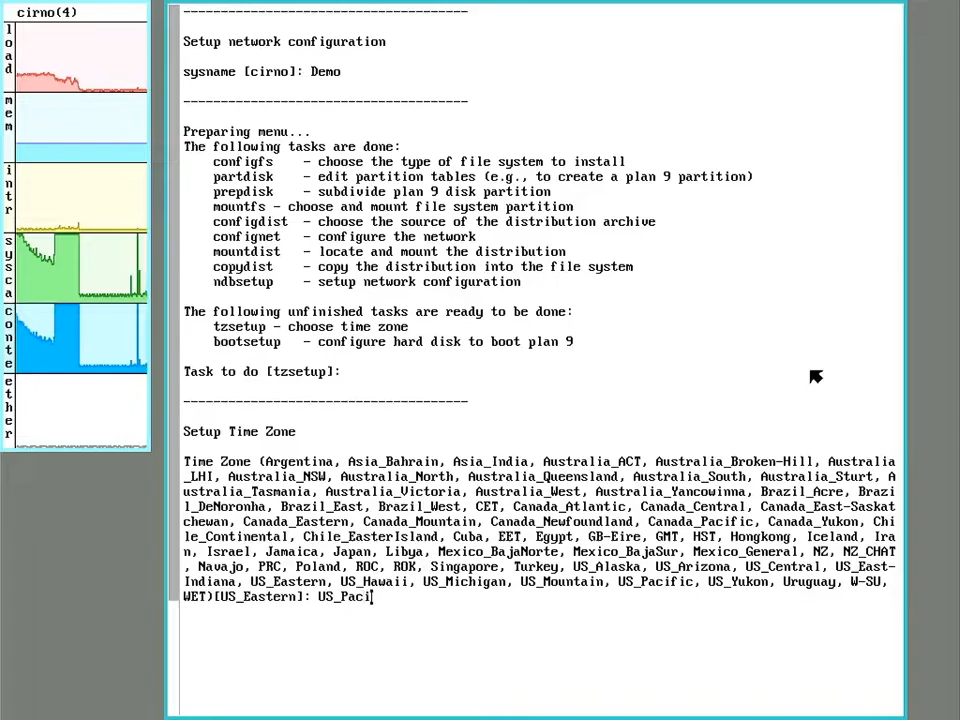 cirno(4)
load
mem
intr
sysca
conte
ether
--------------------------------------
Setup network configuration
sysname [cirno]: Demo
--------------------------------------
Preparing menu...
The following tasks are done:
configfs - choose the type of file system to install
partdisk - edit partition tables (e.g., to create a plan 9 partition)
prepdisk - subdivide plan 9 disk partition
mountfs - choose and mount file system partition
configdist - choose the source of the distribution archive
confignet - configure the network
mountdist - locate and mount the distribution
copydist - copy the distribution into the file system
ndbsetup - setup network configuration
The following unfinished tasks are ready to be done:
tzsetup - choose time zone
bootsetup - configure hard disk to boot plan 9
Task to do [tzsetup]:
--------------------------------------
Setup Time Zone
Time Zone (Argentina, Asia_Bahrain, Asia_India, Australia_ACT, Australia_Broken-Hill, Australia
_LHI, Australia_NSW, Australia_North, Australia_Queensland, Australia_South, Australia_Sturt, A
ustralia_Tasmania, Australia_Victoria, Australia_West, Australia_Yancowinna, Brazil_Acre, Brazi
l_DeNoronha, Brazil_East, Brazil_West, CET, Canada_Atlantic, Canada_Central, Canada_East-Saskat
chewan, Canada_Eastern, Canada_Mountain, Canada_Newfoundland, Canada_Pacific, Canada_Yukon, Chi
le_Continental, Chile_EasterIsland, Cuba, EET, Egypt, GB-Eire, GMT, HST, Hongkong, Iceland, Ira
n, Israel, Jamaica, Japan, Libya, Mexico_BajaNorte, Mexico_BajaSur, Mexico_General, NZ, NZ_CHAT
, Navajo, PRC, Poland, ROC, ROK, Singapore, Turkey, US_Alaska, US_Arizona, US_Central, US_East-
Indiana, US_Eastern, US_Hawaii, US_Michigan, US_Mountain, US_Pacific, US_Yukon, Uruguay, W-SU,
WET)[US_Eastern]: US_Paci